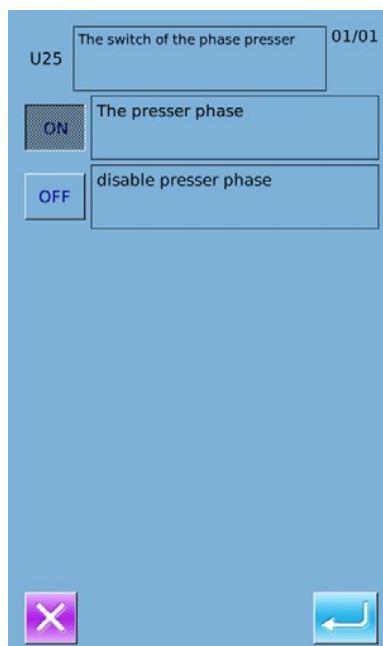 The switch of the phase presser
01/01
U25
ON
The presser phase
OFF
disable presser phase